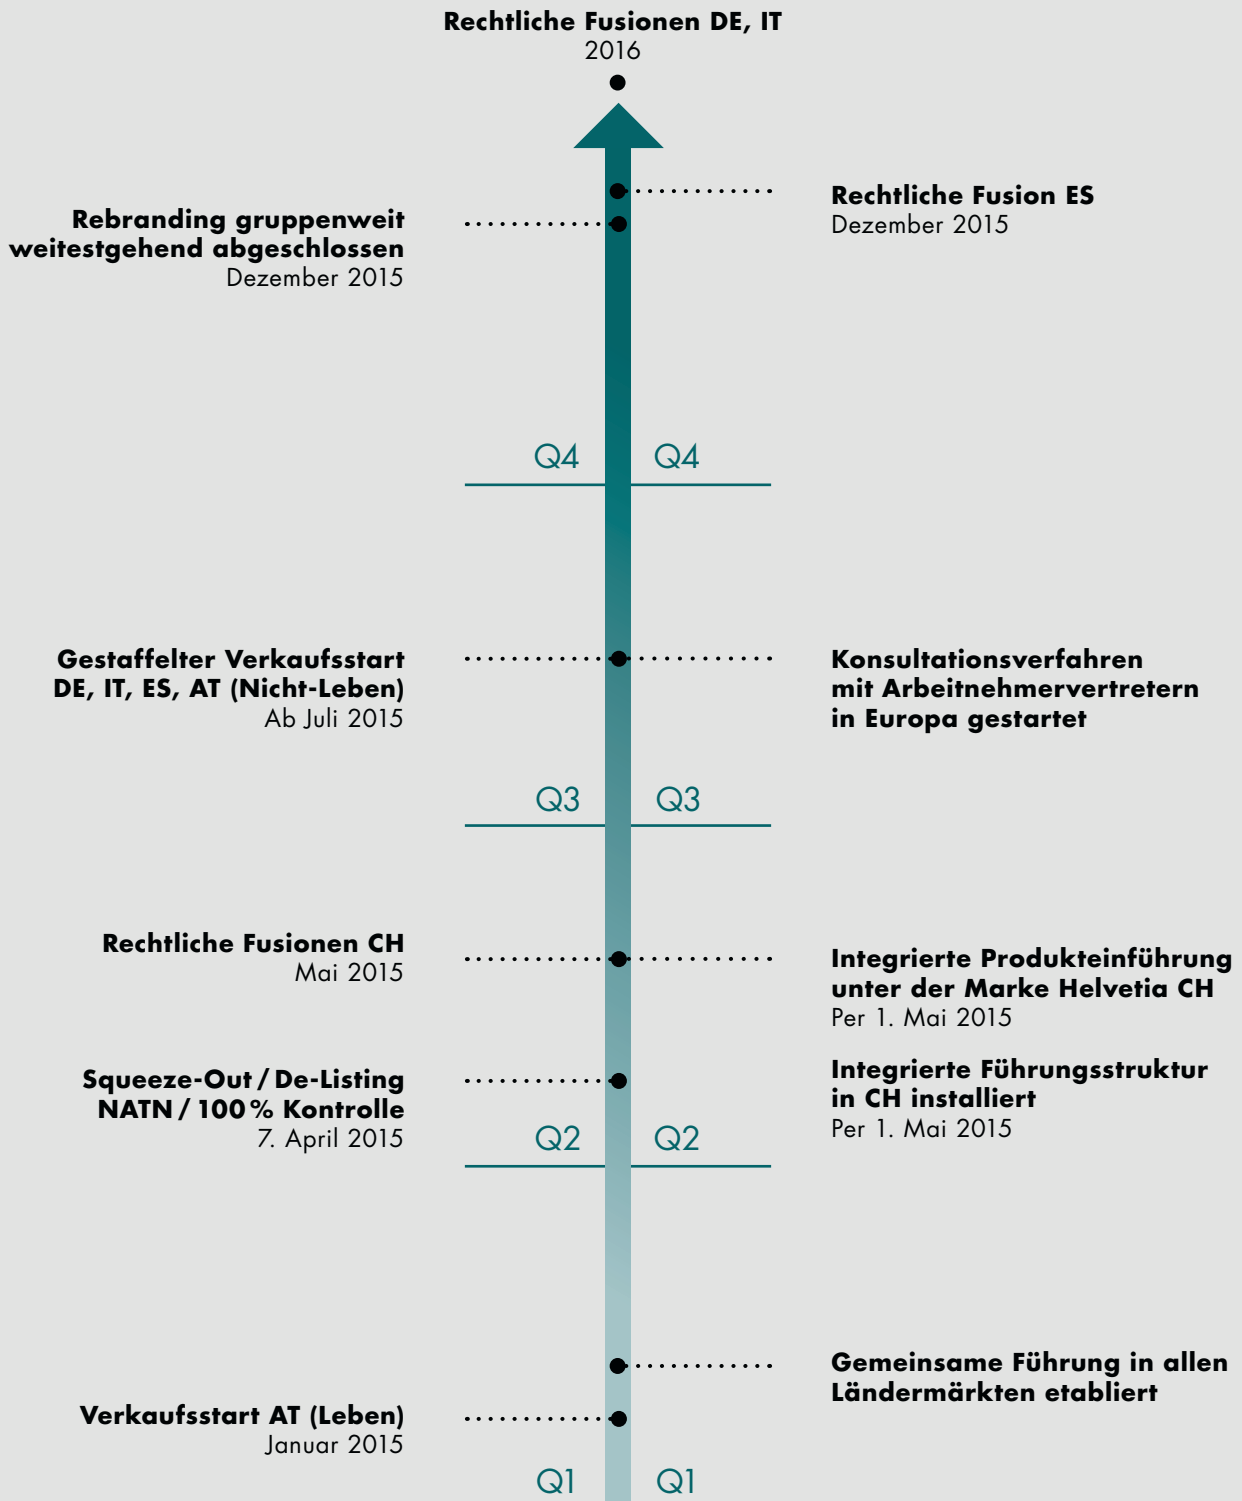 Rechtliche Fusionen DE, IT
2016
Rechtliche Fusion ES
Dezember 2015
Rebranding gruppenweit
weitestgehend abgeschlossen
Dezember 2015
Q4 Q4
Gestaffelter Verkaufsstart
DE, IT, ES, AT (Nicht-Leben)
Ab Juli 2015
Konsultationsverfahren
mit Arbeitnehmervertretern
in Europa gestartet
Q3 Q3
Rechtliche Fusionen CH
Mai 2015
Integrierte Produkteinführung
unter der Marke Helvetia CH
Per 1. Mai 2015
Squeeze-Out / De-Listing
NATN / 100 % Kontrolle
7. April 2015
Integrierte Führungsstruktur
in CH installiert
Per 1. Mai 2015
Q2 Q2
Gemeinsame Führung in allen
Ländermärkten etabliert
Verkaufsstart AT (Leben)
Januar 2015
Q1 Q1